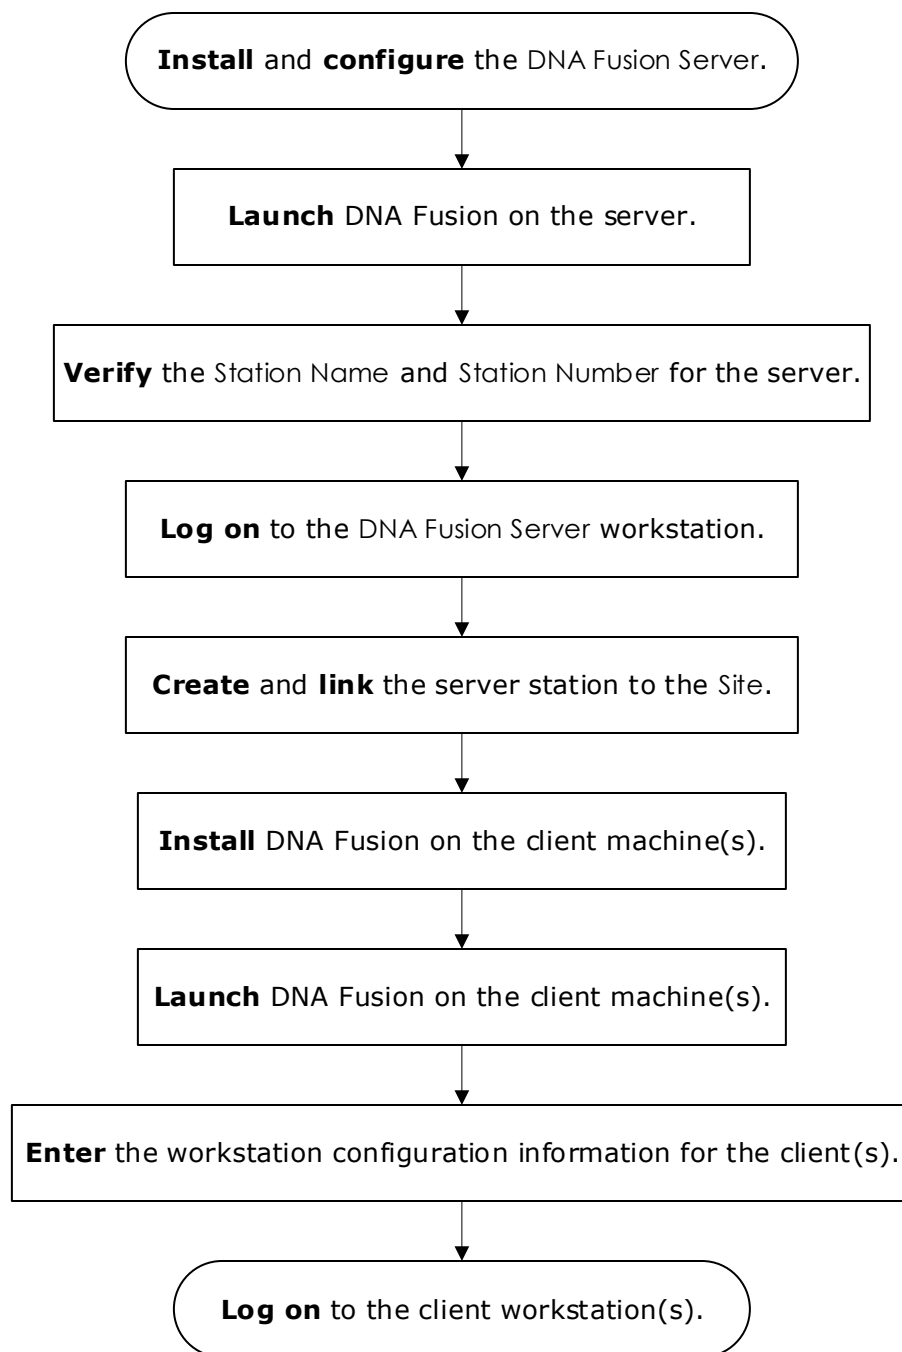 Install and configure the DNA Fusion Server.
Launch DNA Fusion on the server.
Verify the Station Name and Station Number for the server.
Log on to the DNA Fusion Server workstation.
Create and link the server station to the Site.
Install DNA Fusion on the client machine(s).
Launch DNA Fusion on the client machine(s).
Enter the workstation configuration information for the client(s).
Log on to the client workstation(s).